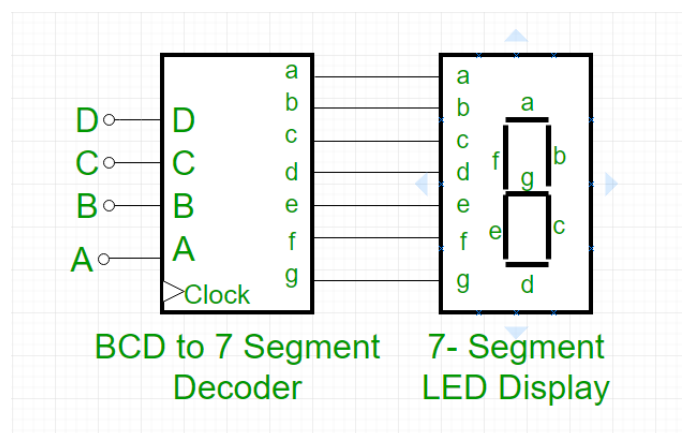 D
C
B
A
D
C
B
A
Clock
a
b
c
d
e
f
g
a
b
c
d
e
f
g
a
f
b
g
e
c
d
BCD to 7 Segment
Decoder
7- Segment
LED Display